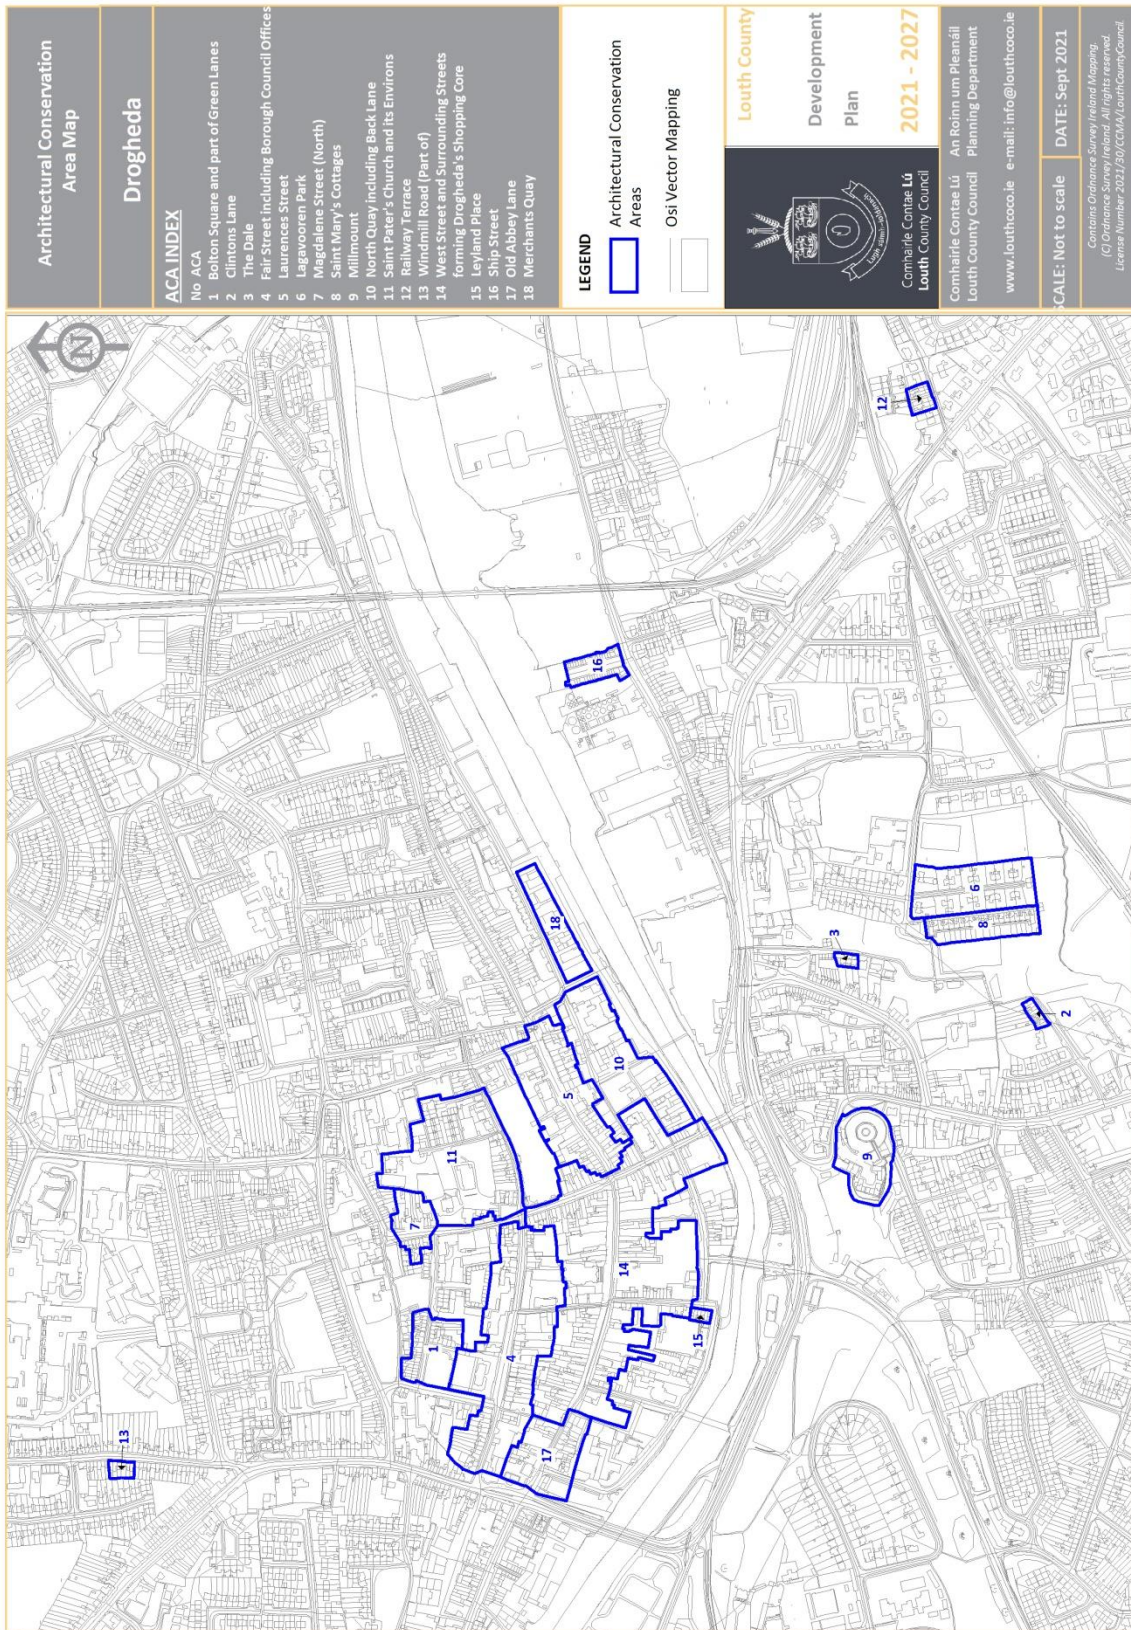 Architectural Conservation
Area Map
Drogheda
ACA INDEX
No ACA
1 Bolton Square and part of Green Lanes
2 Clintons Lane
3 The Dale
4 Fair Street including Borough Council Offices
5 Laurences Street
6 Lagavooren Park
7 Magdalene Street (North)
8 Saint Mary's Cottages
9 Millmount
10 North Quay including Back Lane
11 Saint Pater's Church and its Environs
12 Railway Terrace
13 Windmill Road (Part of)
14 West Street and Surrounding Streets
forming Drogheda's Shopping Core
15 Leyland Place
16 Ship Street
17 Old Abbey Lane
18 Merchants Quay
LEGEND
Architectural Conservation
Areas
Osi Vector Mapping
Louth County
Development
Plan
2021 - 2027
Comhairle Contae Lú
Louth County Council
Comhairle Contae Lú An Roinn um Pleanáil
Louth County Council Planning Department
www.louthcoco.ie e-mail: info@louthcoco.ie
SCALE: Not to scale DATE: Sept 2021
Contains Ordnance Survey Ireland Mapping.
(C) Ordnance Survey Ireland. All rights reserved.
License Number 2021/30/CCMA/LouthCountyCouncil
N
13
1
7
11
4
17
5
14
15
10
18
16
12
9
3
6
8
2